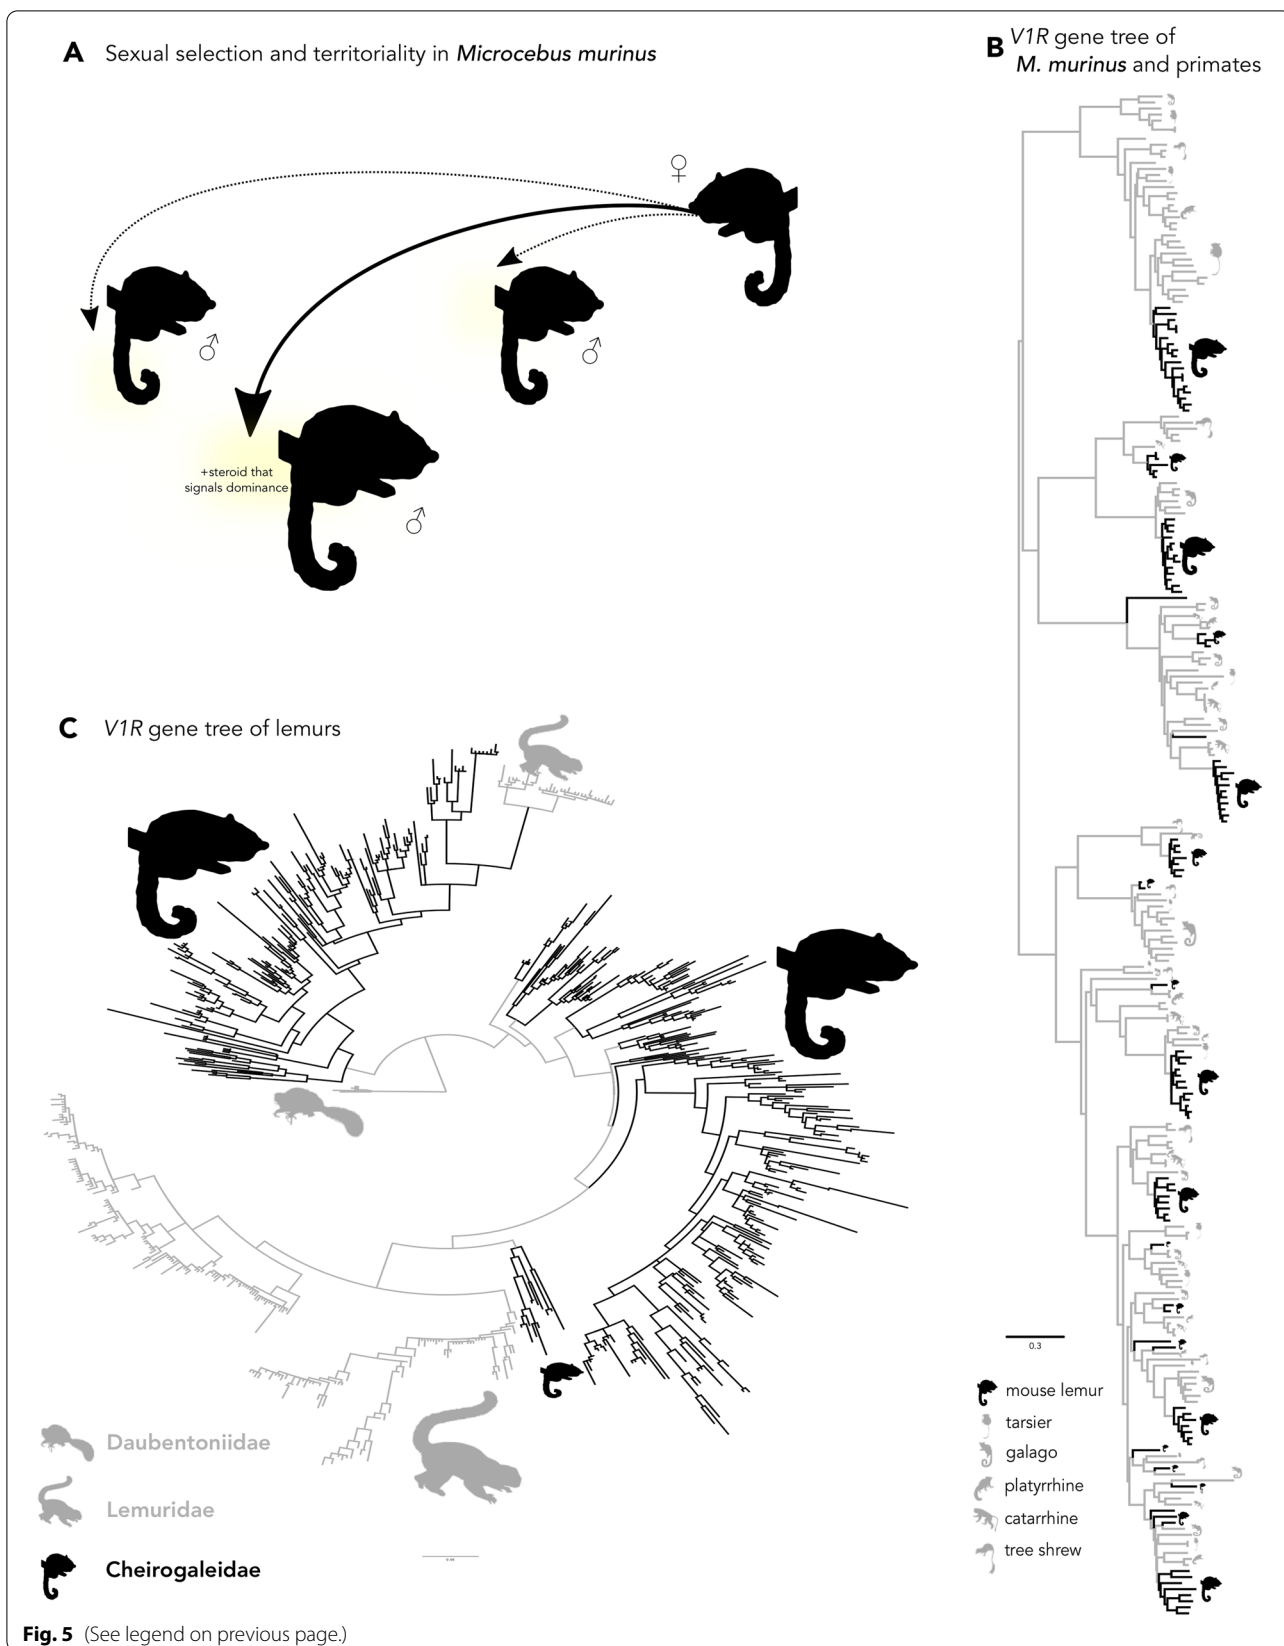 A Sexual selection and territoriality in Microcebus murinus
B V1R gene tree of
M. murinus and primates
♀
♂
♂
+steroid that
signals dominance
♂
C V1R gene tree of lemurs
0.3
mouse lemur
tarsier
galago
platyrrhine
catarrhine
tree shrew
Daubentoniidae
Lemuridae
Cheirogaleidae
Fig. 5 (See legend on previous page.)